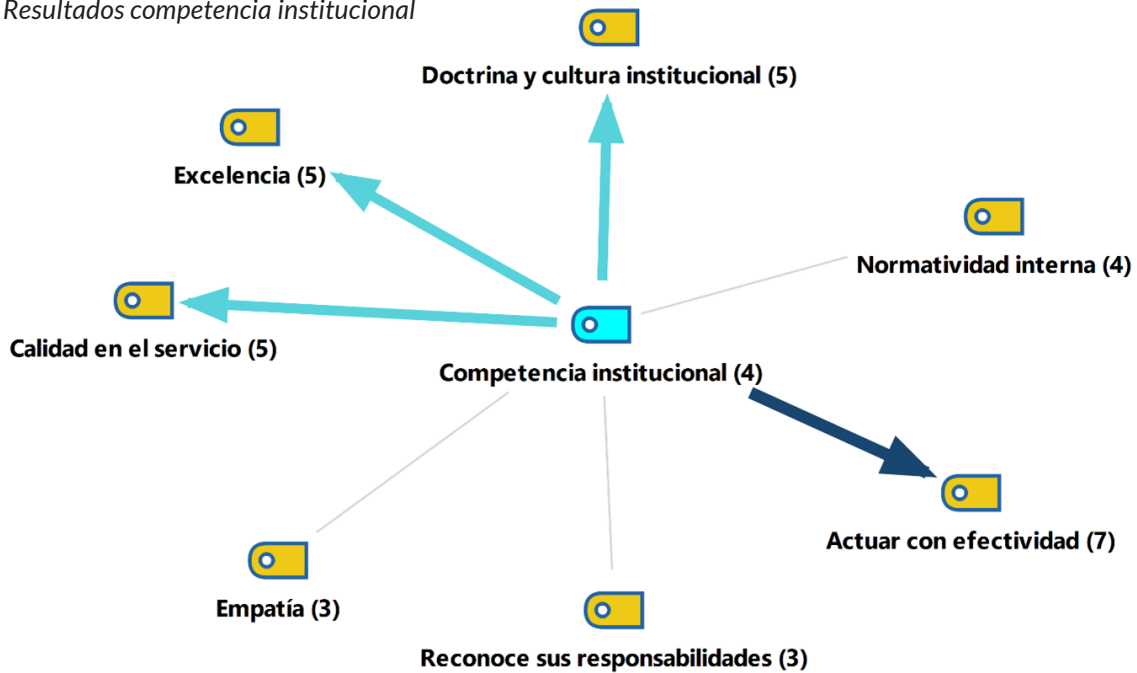 Resultados competencia institucional
Doctrina y cultura institucional (5)
Excelencia (5)
Normatividad interna (4)
Calidad en el servicio (5)
Competencia institucional (4)
Actuar con efectividad (7)
Empatía (3)
Reconoce sus responsabilidades (3)